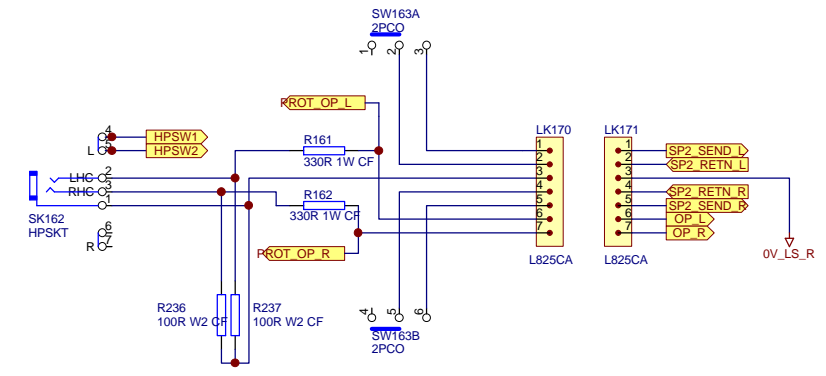 SW163A
2PCO
1
2
3
PROT_OP_L
LK170
LK171
4
HPSW1
5
HPSW2
L
R161
330R 1W CF
1
2
3
4
5
6
7
1
2
3
4
5
6
7
SP2_SEND_L
SP2_RETN_L
SP2_RETN_R
SP2_SEND_R
OP_L
OP_R
LHC
2
RHC
3
1
R162
330R 1W CF
SK162
HPSKT
6
7
R
PROT_OP_R
L825CA
L825CA
0V_LS_R
R236
100R W2 CF
R237
100R W2 CF
4
5
6
SW163B
2PCO